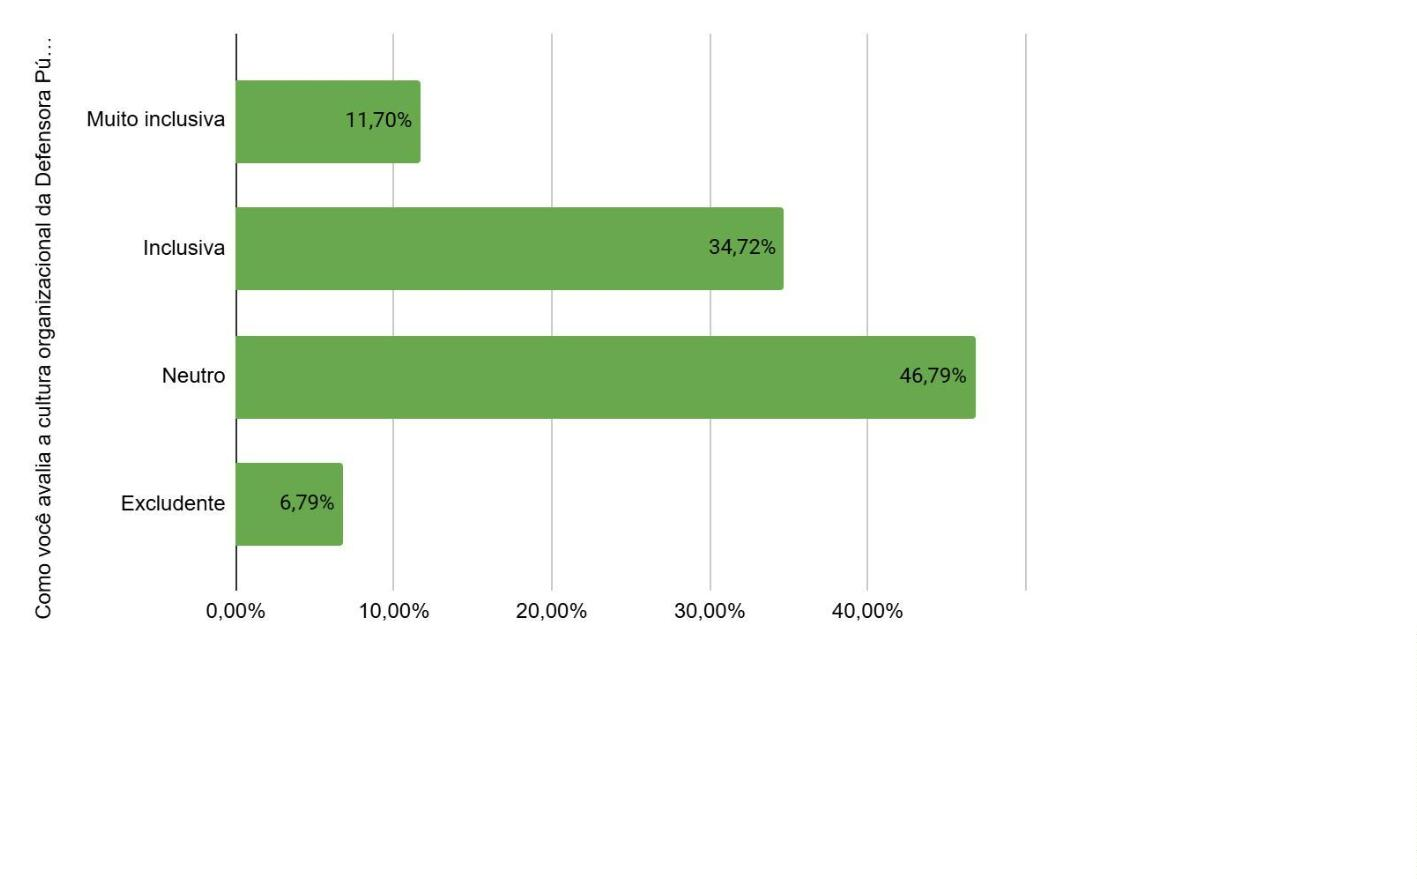 Como você avalia a cultura organizacional da Defensora Pú…
Muito inclusiva
11,70%
Inclusiva
34,72%
Neutro
46,79%
Excludente
6,79%
0,00% 10,00% 20,00% 30,00% 40,00%